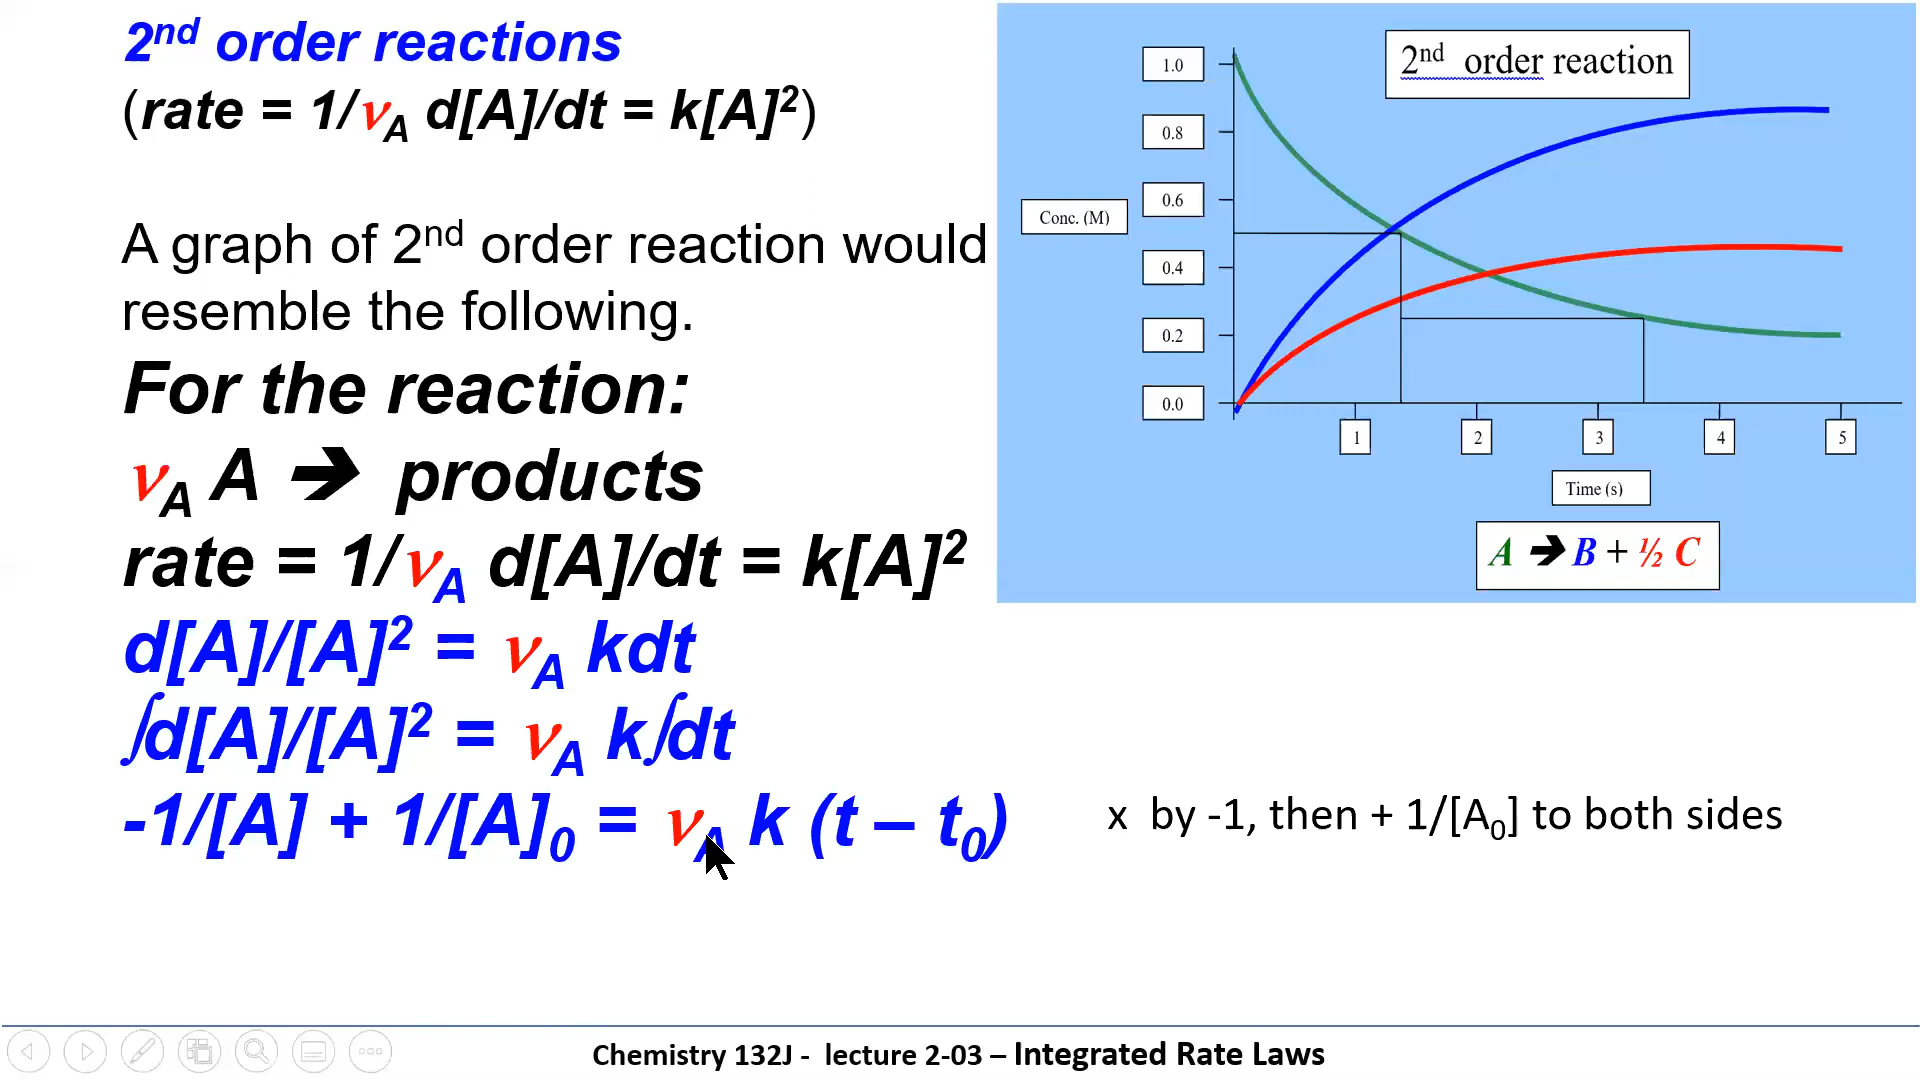 2nd order reactions
(rate = 1/νA d[A]/dt = k[A]²)
A graph of 2nd order reaction would
resemble the following.
For the reaction:
νA A ➔ products
rate = 1/νA d[A]/dt = k[A]²
d[A]/[A]² = νA kdt
∫d[A]/[A]² = νA k∫dt
-1/[A] + 1/[A]₀ = νA k (t – t₀)
x by -1, then + 1/[A₀] to both sides
2nd order reaction
1.0
0.8
0.6
Conc. (M)
0.4
0.2
0.0
1 2 3 4 5
Time (s)
A ➔ B + ½ C
Chemistry 132J - lecture 2-03 – Integrated Rate Laws